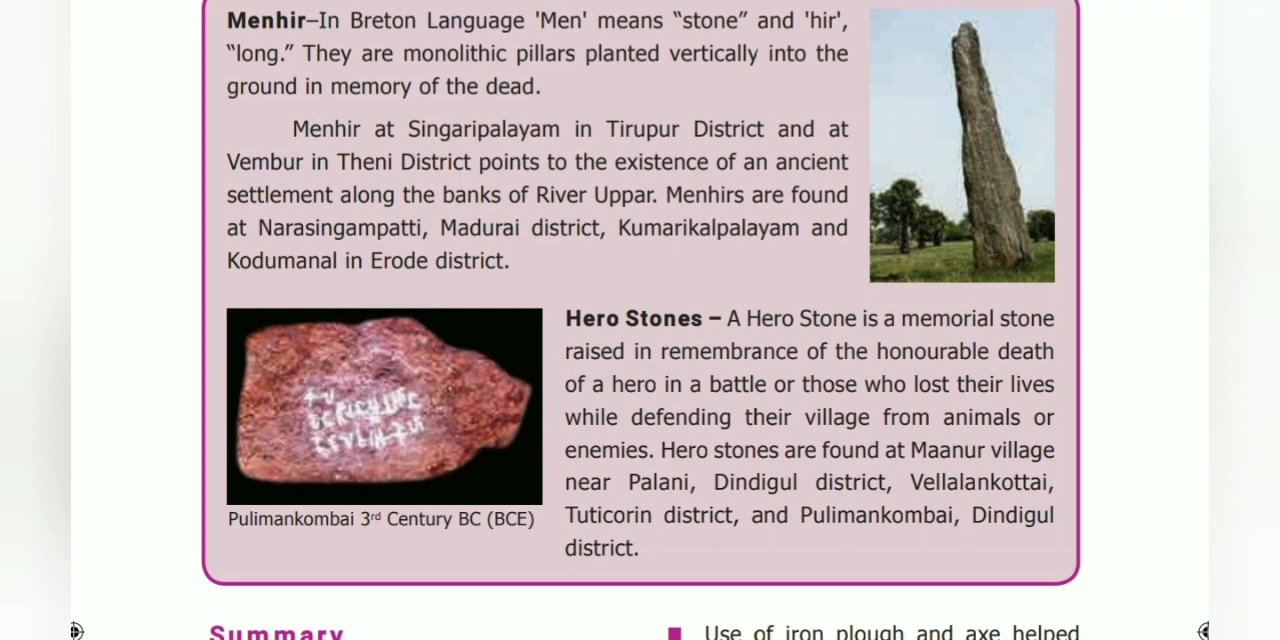 Menhir–In Breton Language 'Men' means “stone” and 'hir',
“long.” They are monolithic pillars planted vertically into the
ground in memory of the dead.
Menhir at Singaripalayam in Tirupur District and at
Vembur in Theni District points to the existence of an ancient
settlement along the banks of River Uppar. Menhirs are found
at Narasingampatti, Madurai district, Kumarikalpalayam and
Kodumanal in Erode district.
Hero Stones – A Hero Stone is a memorial stone
raised in remembrance of the honourable death
of a hero in a battle or those who lost their lives
while defending their village from animals or
enemies. Hero stones are found at Maanur village
near Palani, Dindigul district, Vellalankottai,
Tuticorin district, and Pulimankombai, Dindigul
district.
Pulimankombai 3rd Century BC (BCE)
Summary
Use of iron plough and axe helped